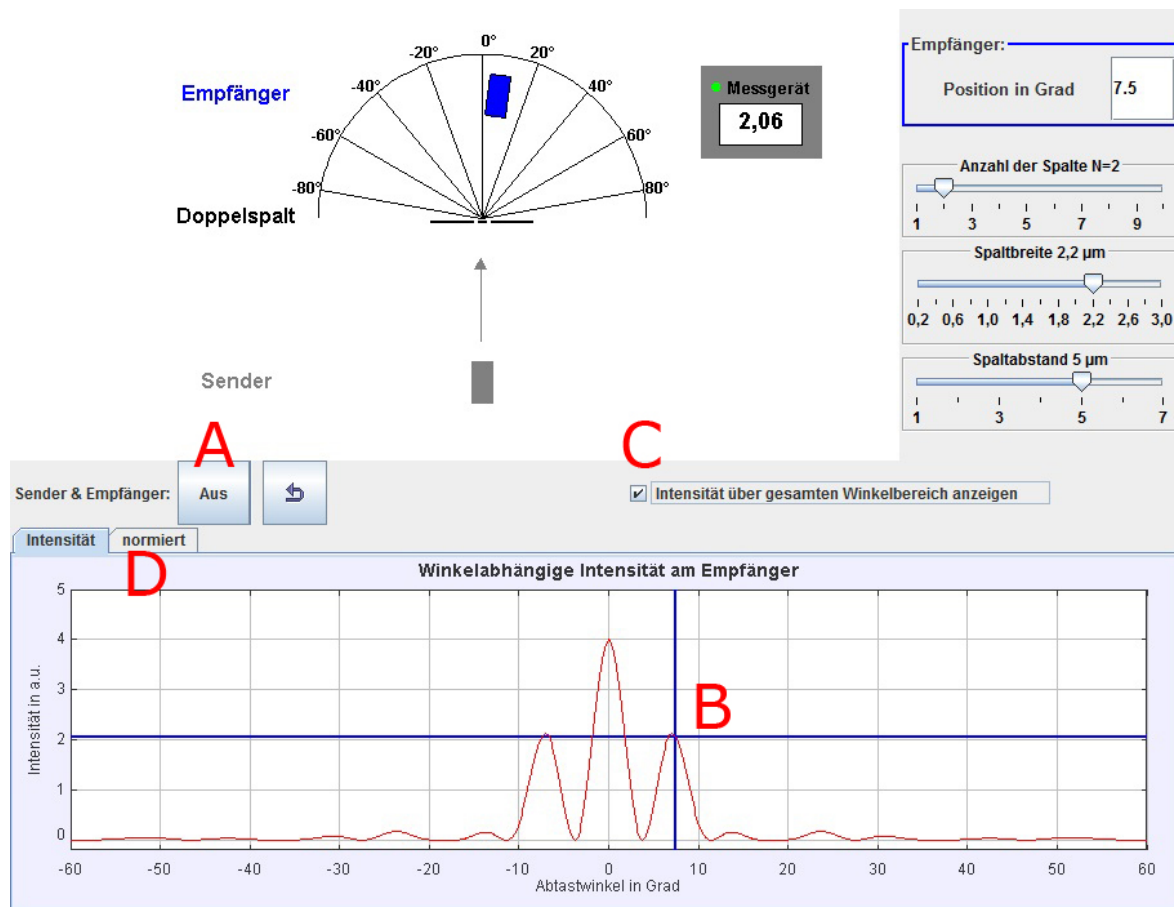 0°
-20°
20°
-40°
40°
-60°
60°
-80°
80°
Empfänger
Doppelspalt
Sender
Messgerät
2,06
Empfänger:
Position in Grad
7.5
Anzahl der Spalte N=2
1 3 5 7 9
Spaltbreite 2,2 µm
0,2 0,6 1,0 1,4 1,8 2,2 2,6 3,0
Spaltabstand 5 µm
1 3 5 7
A
C
Sender & Empfänger:
Aus
Intensität über gesamten Winkelbereich anzeigen
Intensität
normiert
D
Winkelabhängige Intensität am Empfänger
Intensität in a.u.
5
4
3
2
1
0
B
-60 -50 -40 -30 -20 -10 0 10 20 30 40 50 60
Abtastwinkel in Grad